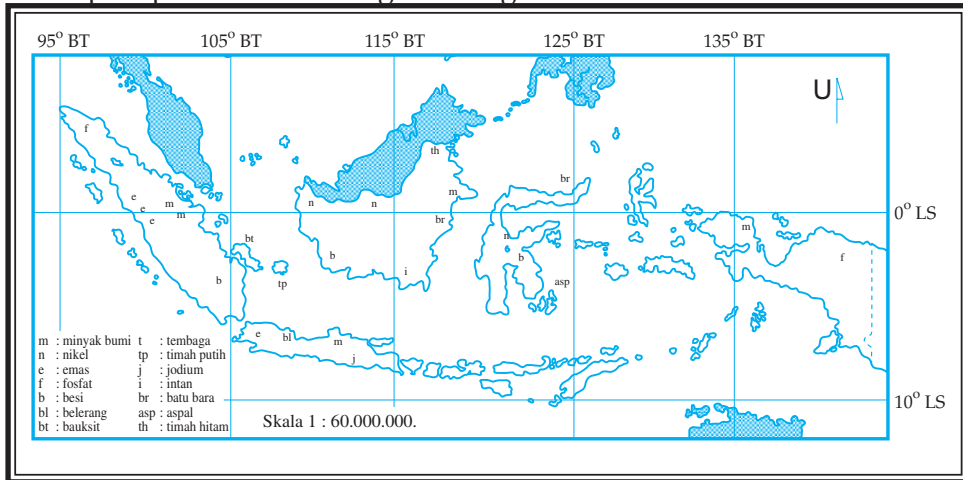 95° BT 105° BT 115° BT 125° BT 135° BT
U
f
th
e
m
e
m
e
n
n
m
br
br
0° LS
bt
b
tp
b
i
n
b
asp
m
f
e
bl
m
j
m : minyak bumi t : tembaga
n : nikel tp : timah putih
e : emas j : jodium
f : fosfat i : intan
b : besi br : batu bara
bl : belerang asp : aspal
bt : bauksit th : timah hitam
Skala 1 : 60.000.000.
10° LS